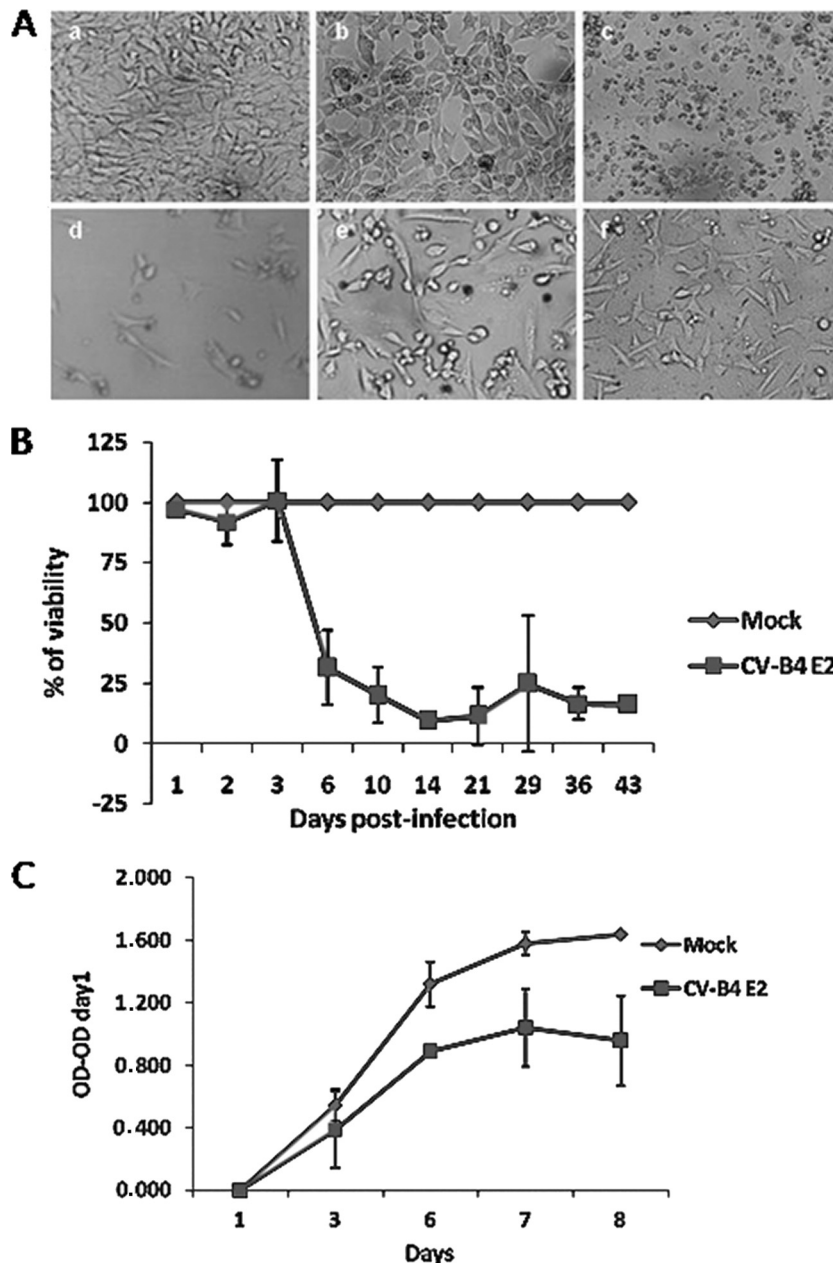 A
a
b
c
d
e
f
B
125
100
75
50
25
0
-25
% of viability
1 2 3 6 10 14 21 29 36 43
Days post-infection
Mock
CV-B4 E2
C
2.000
1.600
1.200
0.800
0.400
0.000
OD-OD day1
1 3 6 7 8
Days
Mock
CV-B4 E2